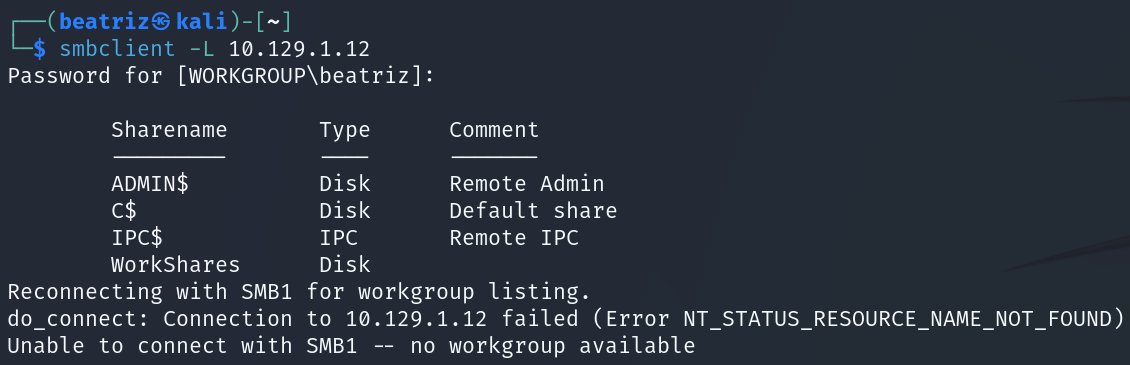 ┌──(beatriz㉿kali)-[~]
└─$ smbclient -L 10.129.1.12
Password for [WORKGROUP\beatriz]:

        Sharename       Type      Comment
        ---------       ----      -------
        ADMIN$          Disk      Remote Admin
        C$              Disk      Default share
        IPC$            IPC       Remote IPC
        WorkShares      Disk
Reconnecting with SMB1 for workgroup listing.
do_connect: Connection to 10.129.1.12 failed (Error NT_STATUS_RESOURCE_NAME_NOT_FOUND)
Unable to connect with SMB1 -- no workgroup available